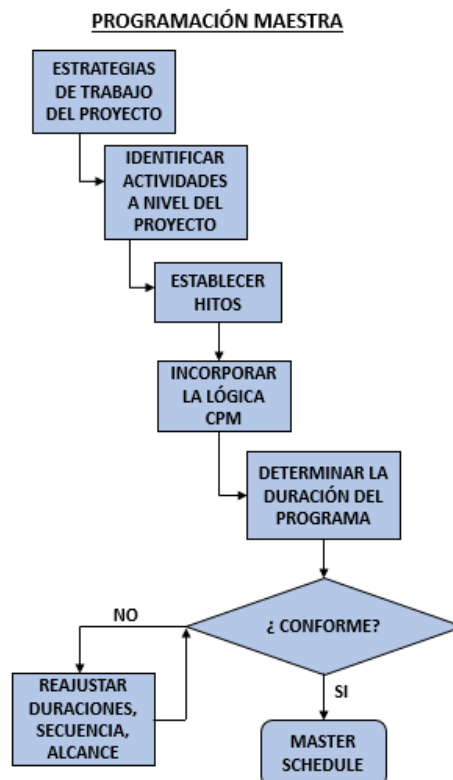 PROGRAMACIÓN MAESTRA
ESTRATEGIAS
DE TRABAJO
DEL PROYECTO
IDENTIFICAR
ACTIVIDADES
A NIVEL DEL
PROYECTO
ESTABLECER
HITOS
INCORPORAR
LA LÓGICA
CPM
DETERMINAR LA
DURACIÓN DEL
PROGRAMA
¿ CONFORME?
NO
REAJUSTAR
DURACIONES,
SECUENCIA,
ALCANCE
SI
MASTER
SCHEDULE